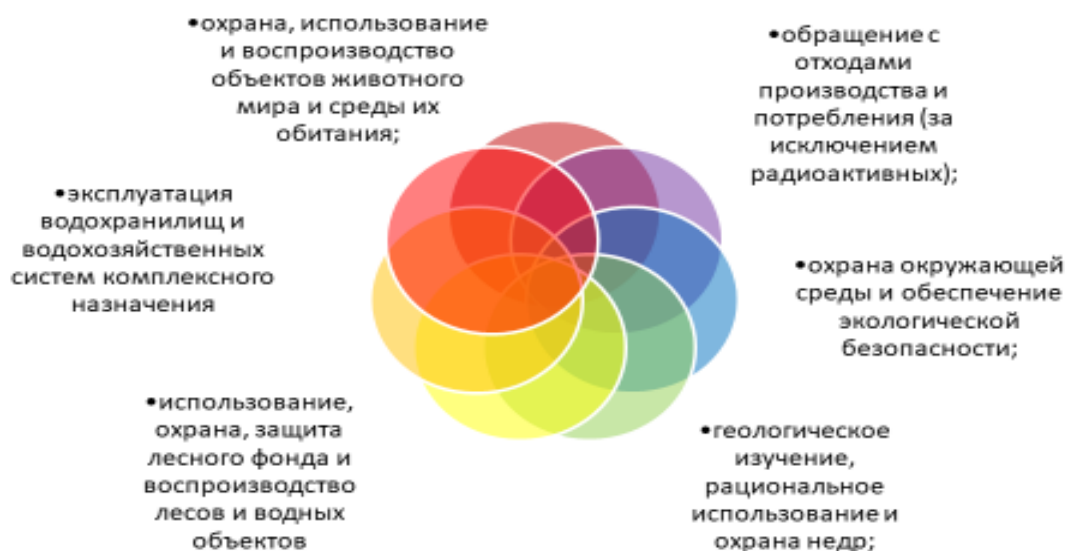 •охрана, использование
и воспроизводство
объектов животного
мира и среды их
обитания;
•обращение с
отходами
производства и
потребления (за
исключением
радиоактивных);
•охрана окружающей
среды и обеспечение
экологической
безопасности;
•геологическое
изучение,
рациональное
использование и
охрана недр;
•использование,
охрана, защита
лесного фонда и
воспроизводство
лесов и водных
объектов
•эксплуатация
водохранилищ и
водохозяйственных
систем комплексного
назначения